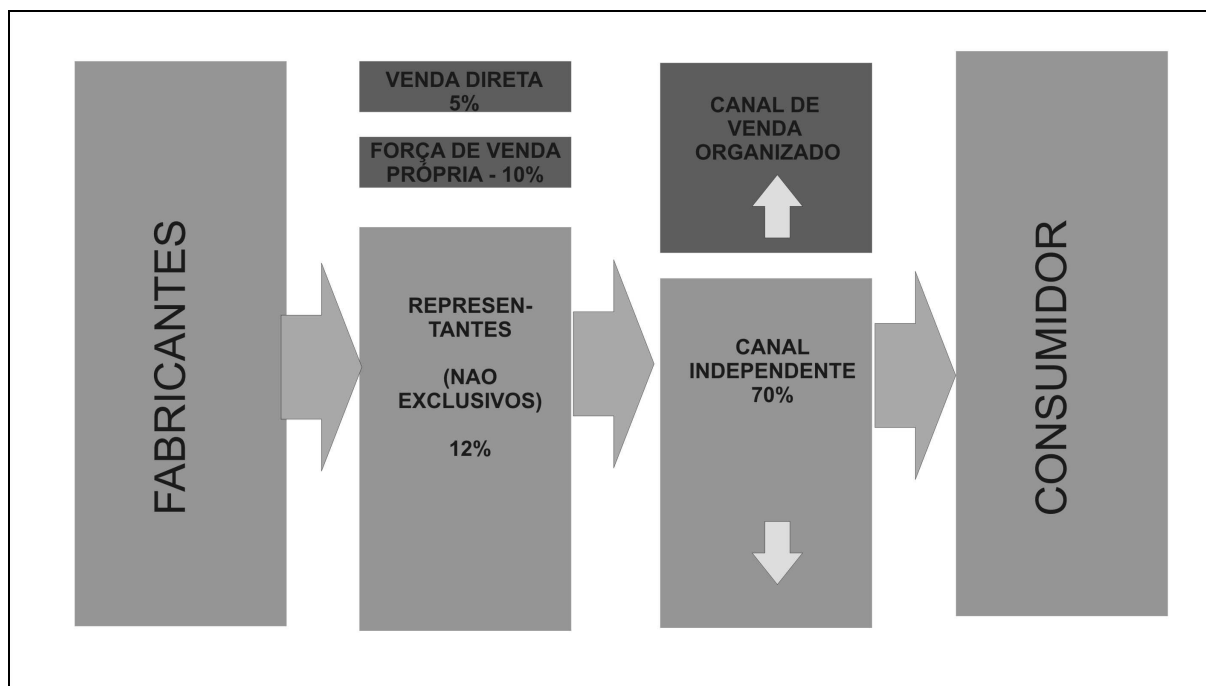 FABRICANTES
VENDA DIRETA
5%
FORÇA DE VENDA
PRÓPRIA - 10%
REPRESEN-
TANTES
(NAO
EXCLUSIVOS)
12%
CANAL DE
VENDA
ORGANIZADO
CANAL
INDEPENDENTE
70%
CONSUMIDOR